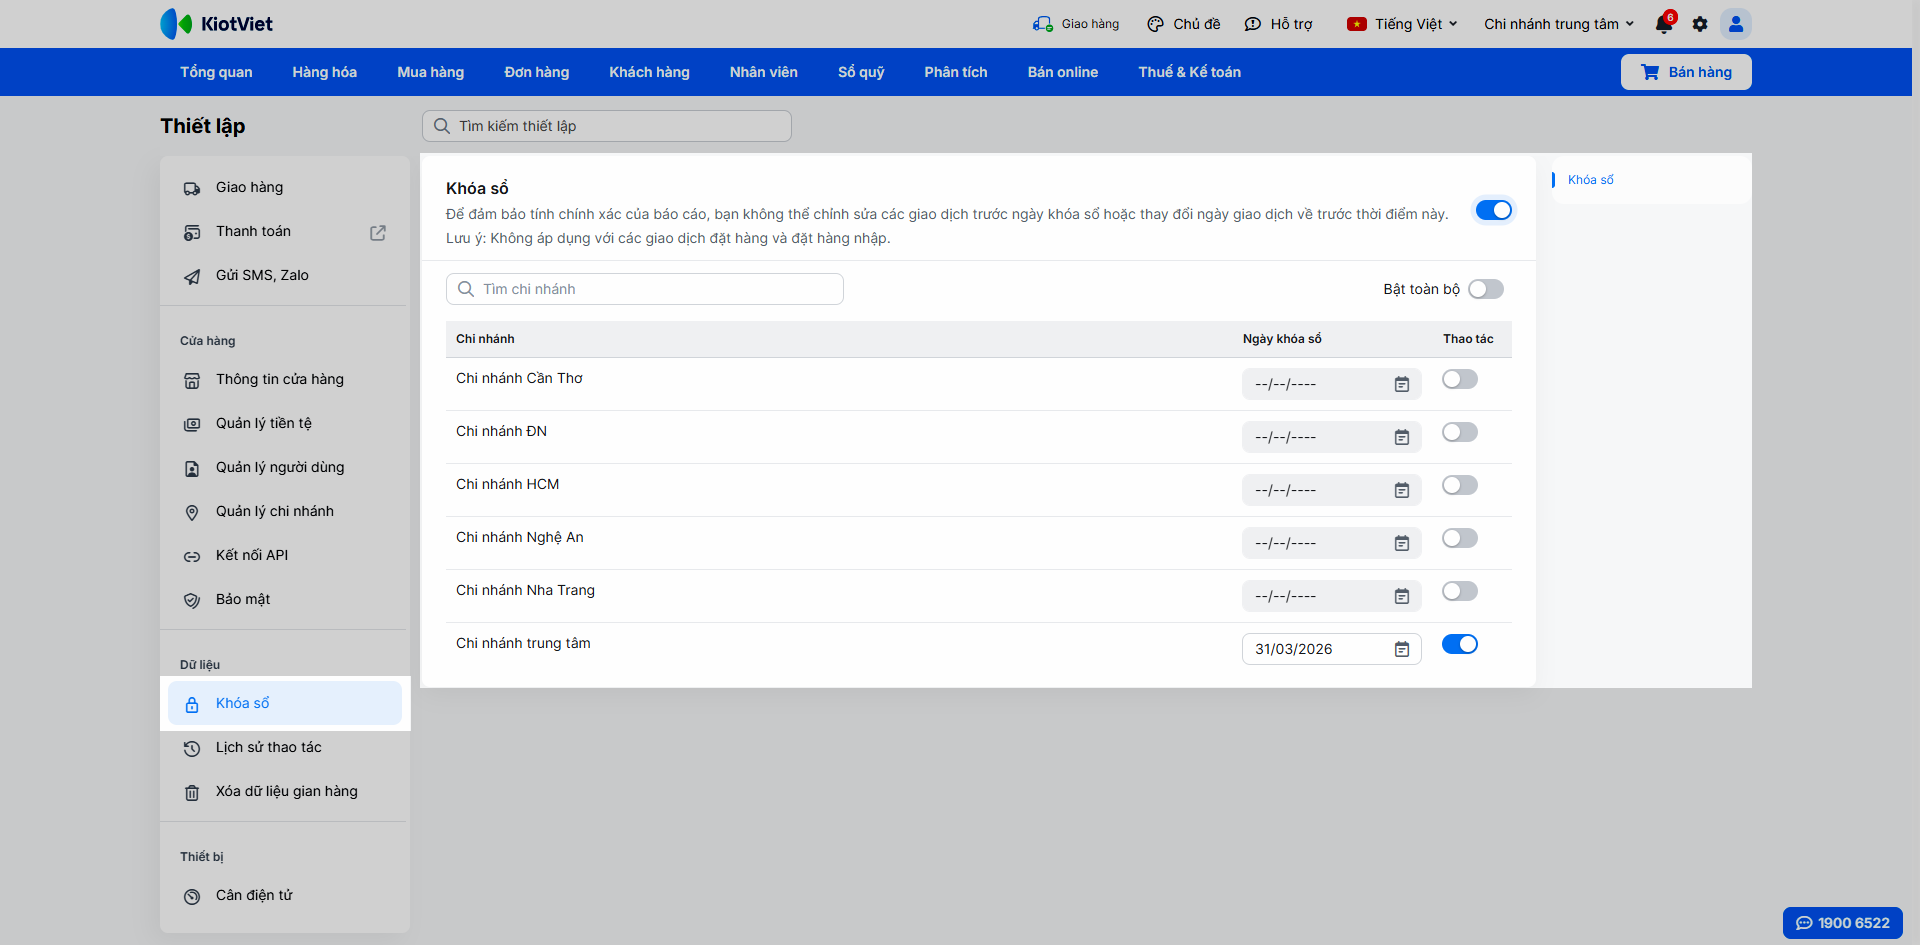 KiotViet
Giao hàng
Chủ đề
Hỗ trợ
Tiếng Việt
Chi nhánh trung tâm
6
Tổng quan
Hàng hóa
Mua hàng
Đơn hàng
Khách hàng
Nhân viên
Sổ quỹ
Phân tích
Bán online
Thuế & Kế toán
Bán hàng
Thiết lập
Tìm kiếm thiết lập
Giao hàng
Thanh toán
Gửi SMS, Zalo
Cửa hàng
Thông tin cửa hàng
Quản lý tiền tệ
Quản lý người dùng
Quản lý chi nhánh
Kết nối API
Bảo mật
Dữ liệu
Khóa sổ
Lịch sử thao tác
Xóa dữ liệu gian hàng
Thiết bị
Cân điện tử
Khóa sổ
Để đảm bảo tính chính xác của báo cáo, bạn không thể chỉnh sửa các giao dịch trước ngày khóa sổ hoặc thay đổi ngày giao dịch về trước thời điểm này.
Lưu ý: Không áp dụng với các giao dịch đặt hàng và đặt hàng nhập.
Tìm chi nhánh
Bật toàn bộ
Chi nhánh Ngày khóa sổ Thao tác
Chi nhánh Cần Thơ --/--/----
Chi nhánh ĐN --/--/----
Chi nhánh HCM --/--/----
Chi nhánh Nghệ An --/--/----
Chi nhánh Nha Trang --/--/----
Chi nhánh trung tâm 31/03/2026
Khóa sổ
1900 6522